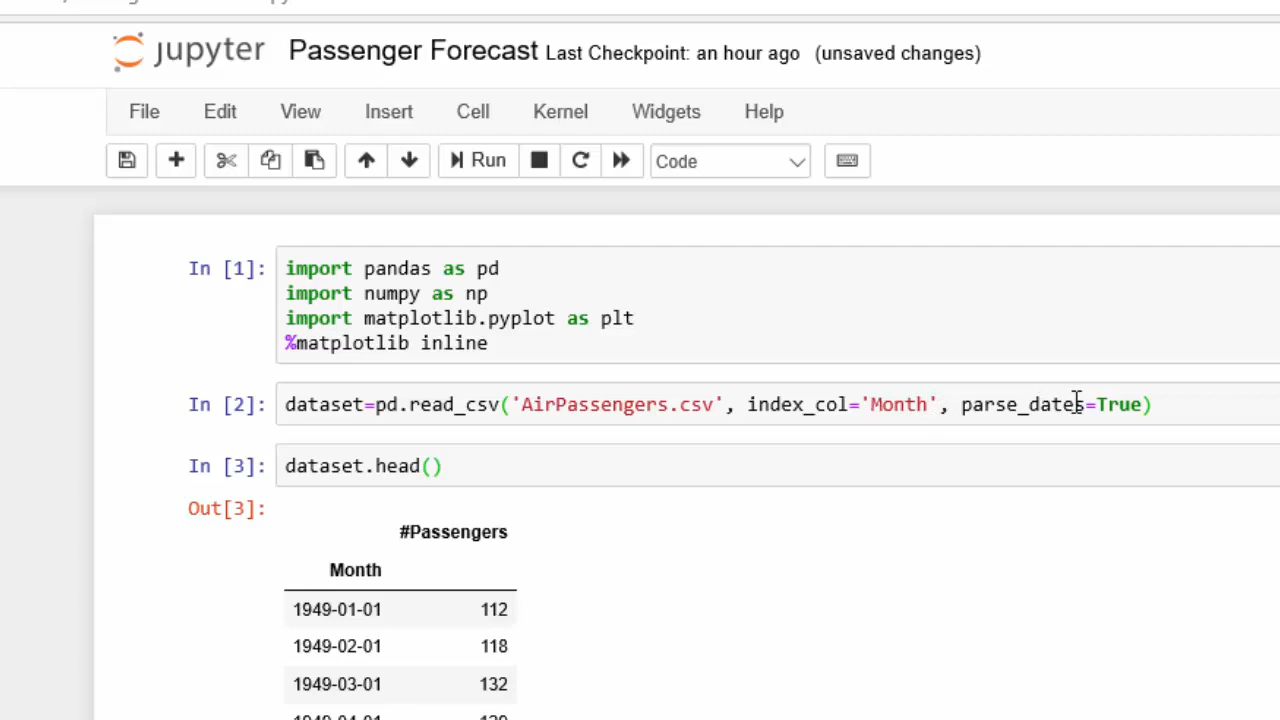 jupyter Passenger Forecast Last Checkpoint: an hour ago (unsaved changes)
File Edit View Insert Cell Kernel Widgets Help
Run Code
In [1]: import pandas as pd
import numpy as np
import matplotlib.pyplot as plt
%matplotlib inline
In [2]: dataset=pd.read_csv('AirPassengers.csv', index_col='Month', parse_dates=True)
In [3]: dataset.head()
Out[3]:
#Passengers
Month
1949-01-01 112
1949-02-01 118
1949-03-01 132